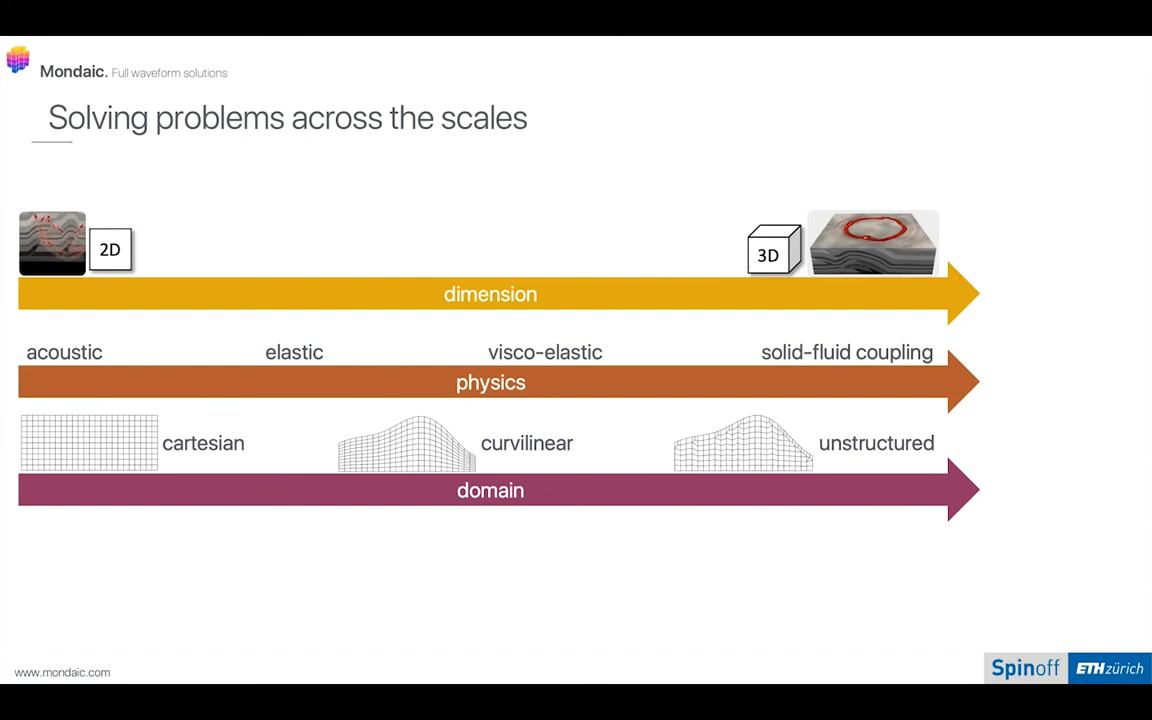 Mondaic. Full waveform solutions
Solving problems across the scales
2D
3D
dimension
acoustic elastic visco-elastic solid-fluid coupling
physics
cartesian curvilinear unstructured
domain
www.mondaic.com
Spinoff ETH zürich